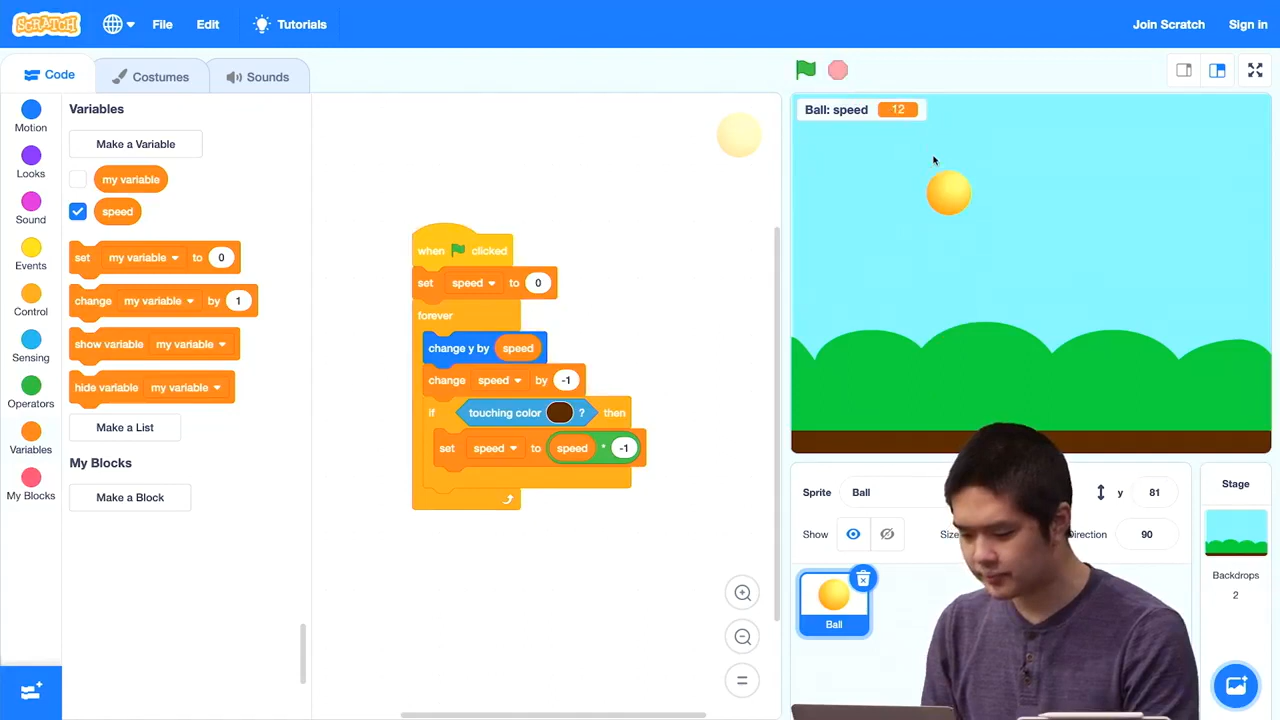 SCRATCH
File
Edit
Tutorials
Join Scratch
Sign in
Code
Costumes
Sounds
Motion
Looks
Sound
Events
Control
Sensing
Operators
Variables
My Blocks
Variables
Make a Variable
my variable
speed
set my variable to 0
change my variable by 1
show variable my variable
hide variable my variable
Make a List
My Blocks
Make a Block
when clicked
set speed to 0
forever
change y by speed
change speed by -1
if touching color ? then
set speed to speed * -1
Ball: speed 12
Sprite Ball
y 81
Show
Direction 90
Ball
Stage
Backdrops
2